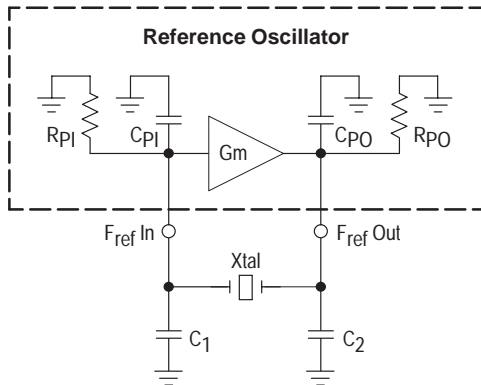 Reference Oscillator
RPI
CPI
Gm
CPO
RPO
Fref In
Fref Out
Xtal
C1
C2